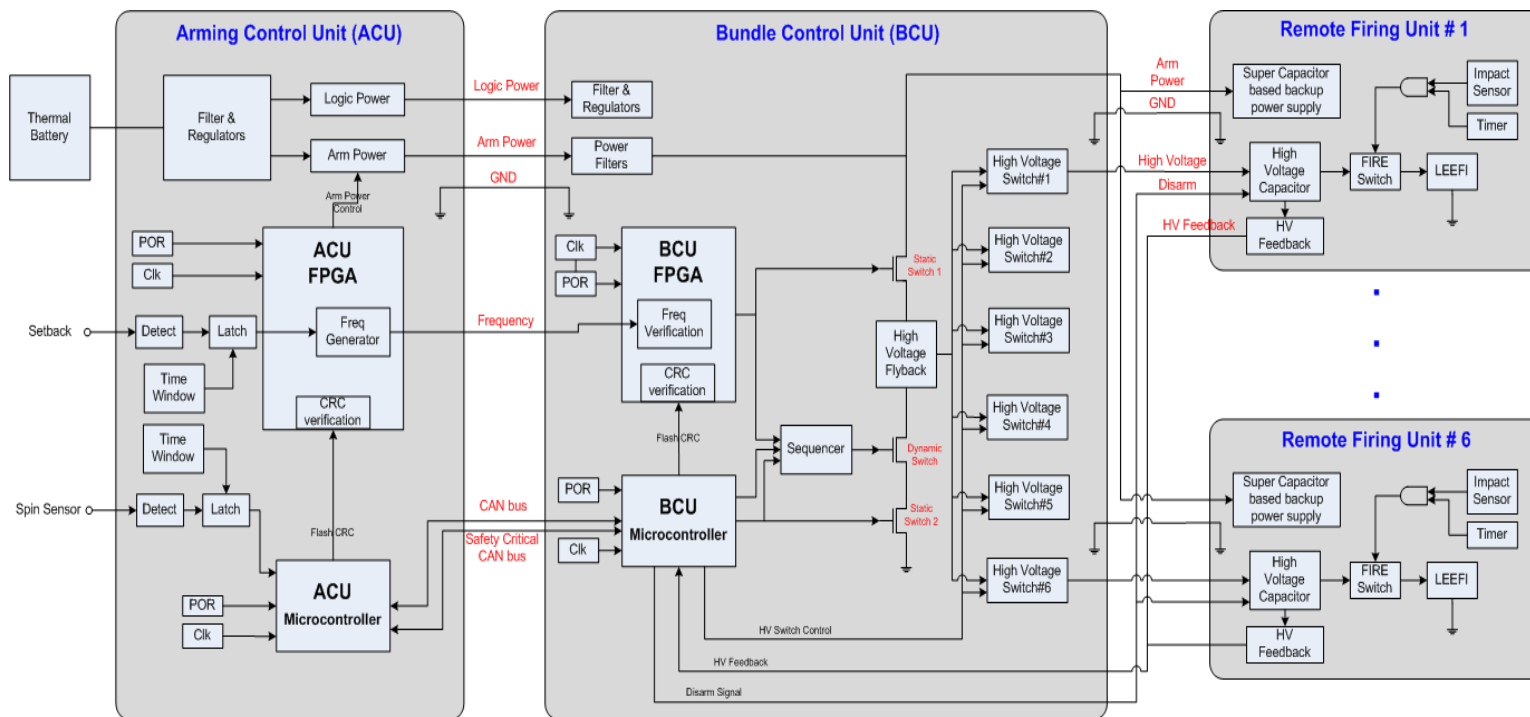 Arming Control Unit (ACU)
Thermal
Battery
Filter &
Regulators
Logic Power
Arm Power
Arm Power
Control
POR
Clk
ACU
FPGA
Setback
Detect
Latch
Freq
Generator
Time
Window
CRC
verification
Time
Window
Spin Sensor
Detect
Latch
Flash CRC
POR
Clk
ACU
Microcontroller
Logic Power
Arm Power
GND
Frequency
CAN bus
Safety Critical
CAN bus
Bundle Control Unit (BCU)
Filter &
Regulators
Power
Filters
Clk
POR
BCU
FPGA
Freq
Verification
CRC
verification
Flash CRC
POR
Clk
BCU
Microcontroller
Sequencer
Static
Switch 1
High
Voltage
Flyback
Dynamic
Switch
Static
Switch 2
High Voltage
Switch#1
High Voltage
Switch#2
High Voltage
Switch#3
High Voltage
Switch#4
High Voltage
Switch#5
High Voltage
Switch#6
HV Switch Control
HV Feedback
Disarm Signal
Arm
Power
GND
High Voltage
Disarm
HV Feedback
Remote Firing Unit # 1
Super Capacitor
based backup
power supply
Impact
Sensor
Timer
High
Voltage
Capacitor
FIRE
Switch
LEEFI
HV
Feedback
Remote Firing Unit # 6
Super Capacitor
based backup
power supply
Impact
Sensor
Timer
High
Voltage
Capacitor
FIRE
Switch
LEEFI
HV
Feedback